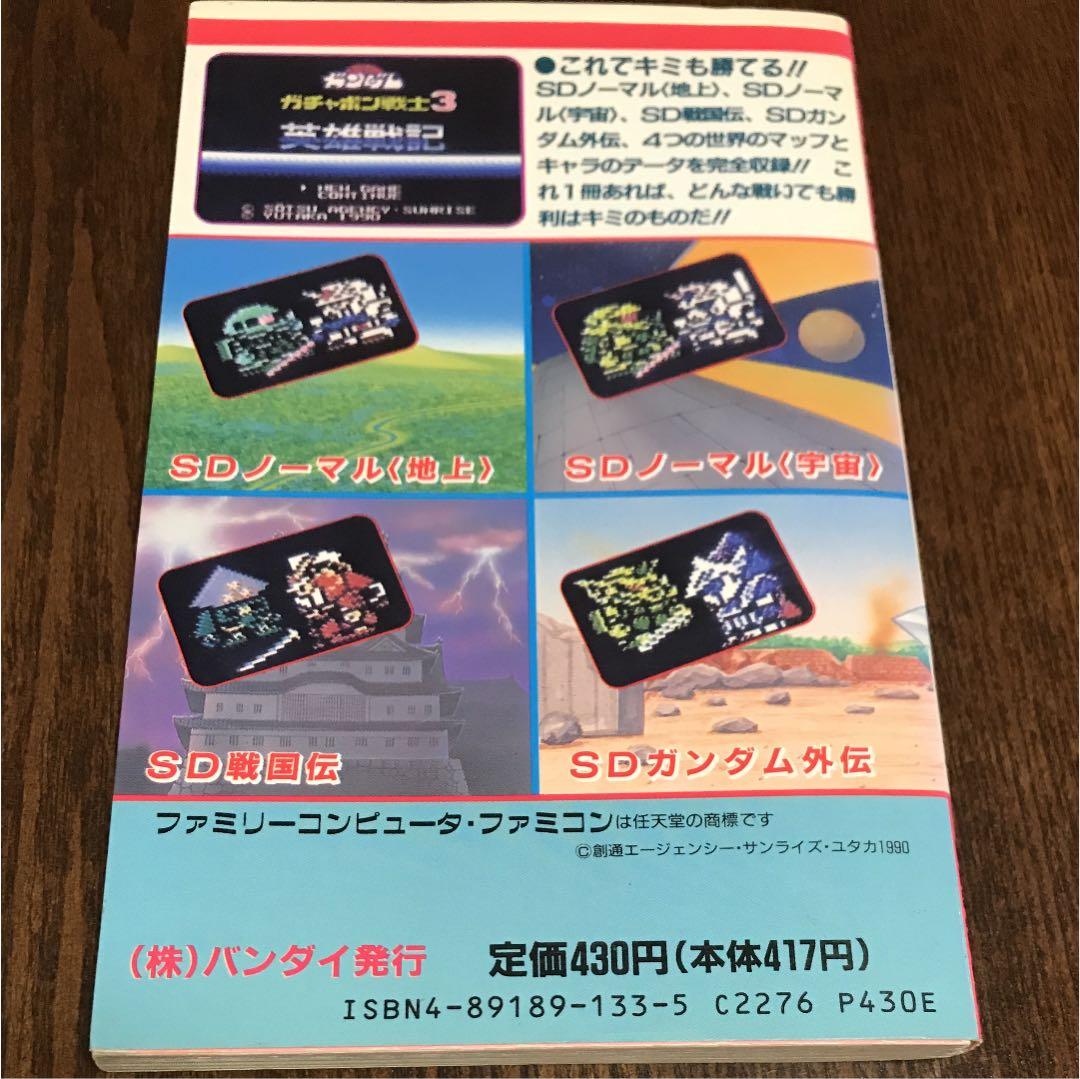 ガンダム
ガチャポン戦士3
英雄戦記
NEW GAME
CONTINUE
© SOTSU AGENCY・SUNRISE
© YUTAKA 1990
●これでキミも勝てる!!
SDノーマル〈地上〉、SDノーマ
ル〈宇宙〉、SD戦国伝、SDガン
ダム外伝、4つの世界のマップと
キャラのデータを完全収録!! こ
れ1冊あれば、どんな戦いでも勝
利はキミのものだ!!
SDノーマル〈地上〉
SDノーマル〈宇宙〉
SD戦国伝
SDガンダム外伝
ファミリーコンピュータ・ファミコンは任天堂の商標です
©創通エージェンシー・サンライズ・ユタカ1990
(株)バンダイ発行
定価430円(本体417円)
ISBN4-89189-133-5 C2276 P430E